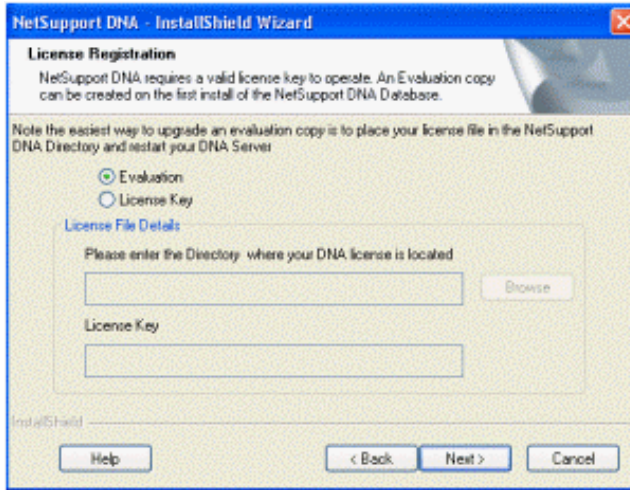 NetSupport DNA - InstallShield Wizard
License Registration
NetSupport DNA requires a valid license key to operate. An Evaluation copy
can be created on the first install of the NetSupport DNA Database.
Note the easiest way to upgrade an evaluation copy is to place your license file in the NetSupport
DNA Directory and restart your DNA Server
Evaluation
License Key
License File Details
Please enter the Directory where your DNA license is located
Browse
License Key
InstallShield
Help
< Back
Next >
Cancel